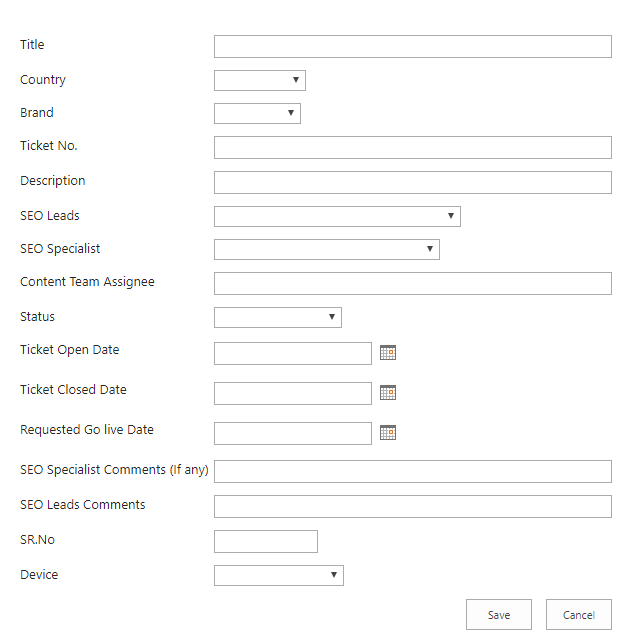 Title
Country
Brand
Ticket No.
Description
SEO Leads
SEO Specialist
Content Team Assignee
Status
Ticket Open Date
Ticket Closed Date
Requested Go live Date
SEO Specialist Comments (If any)
SEO Leads Comments
SR.No
Device
Save Cancel